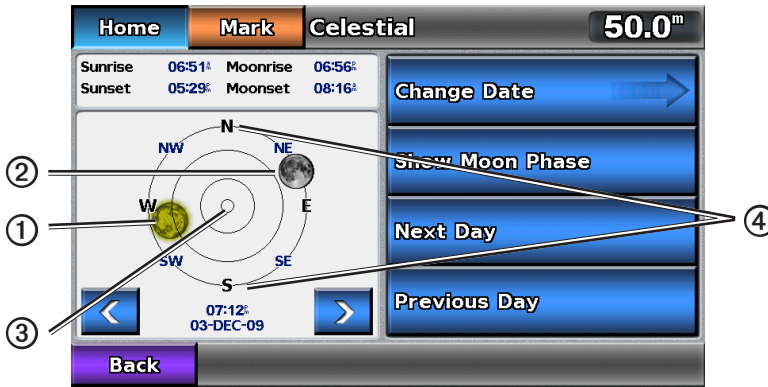 Home Mark Celestial 50.0m
Sunrise 06:51 Moonrise 06:56
Sunset 05:29 Moonset 08:16
Change Date
N
NW NE
② Show Moon Phase
W E
① Next Day ④
SW SE
S
Previous Day
07:12
③ 03-DEC-09
Back